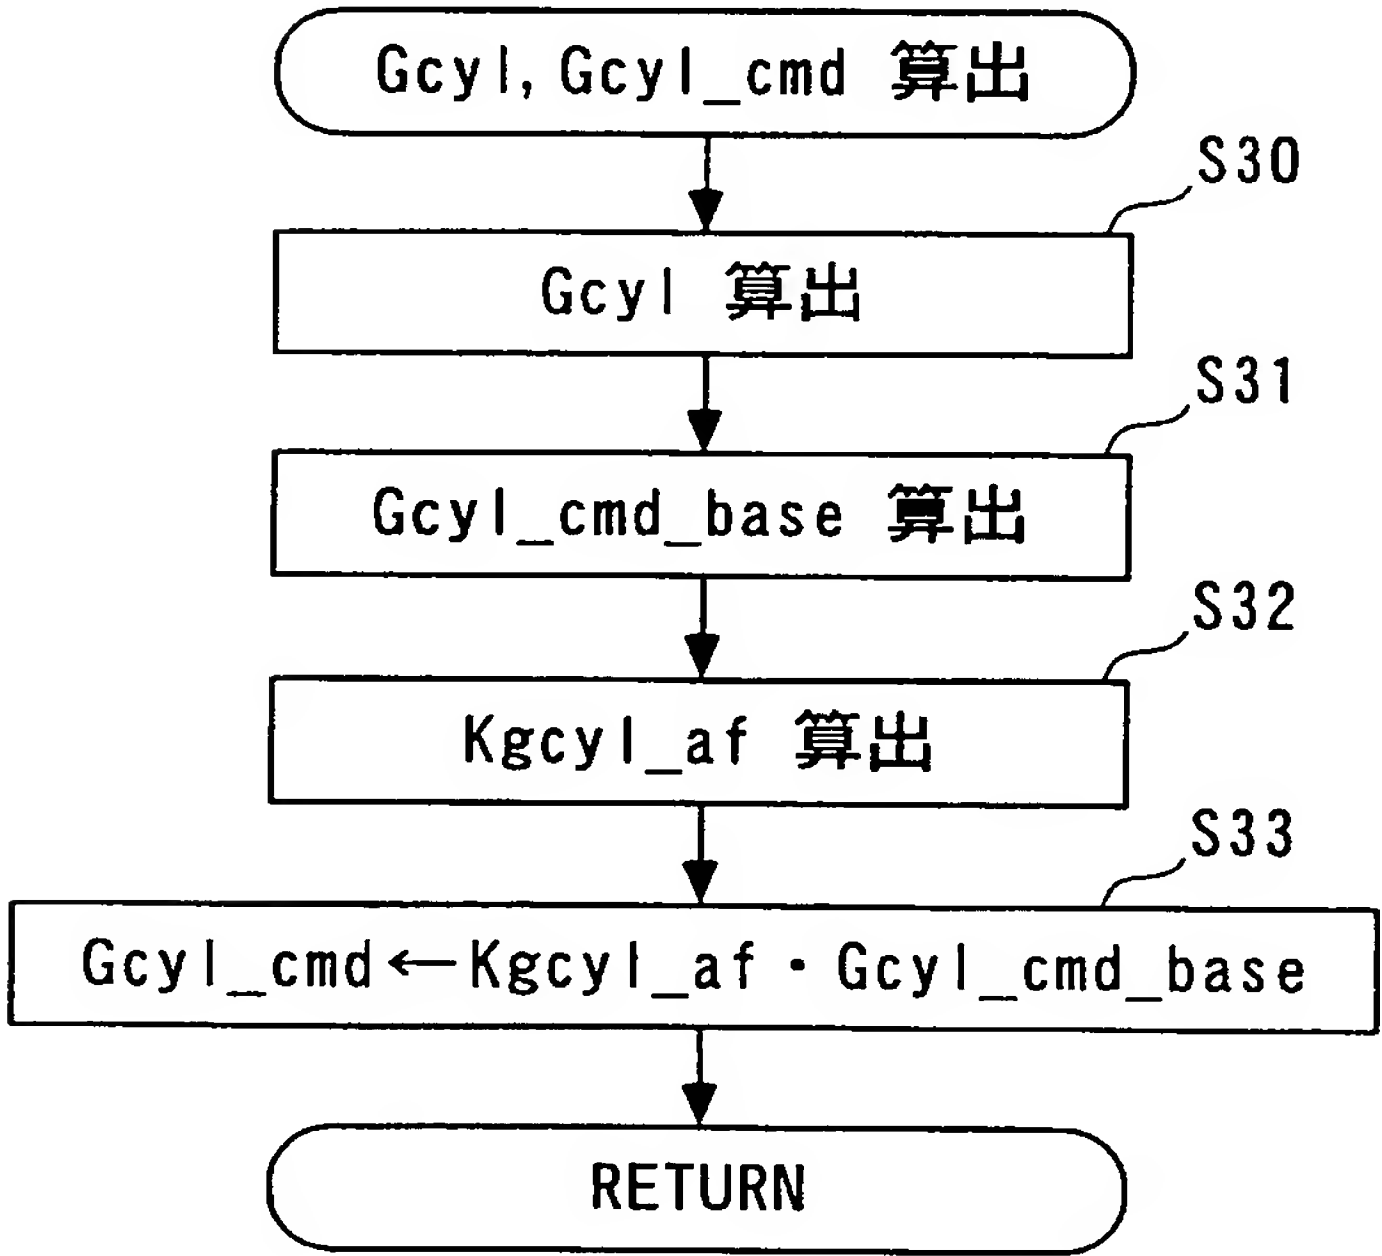 Gcyl, Gcyl_cmd 算出
S30
Gcyl 算出
S31
Gcyl_cmd_base 算出
S32
Kgcyl_af 算出
S33
Gcyl_cmd←Kgcyl_af・Gcyl_cmd_base
RETURN